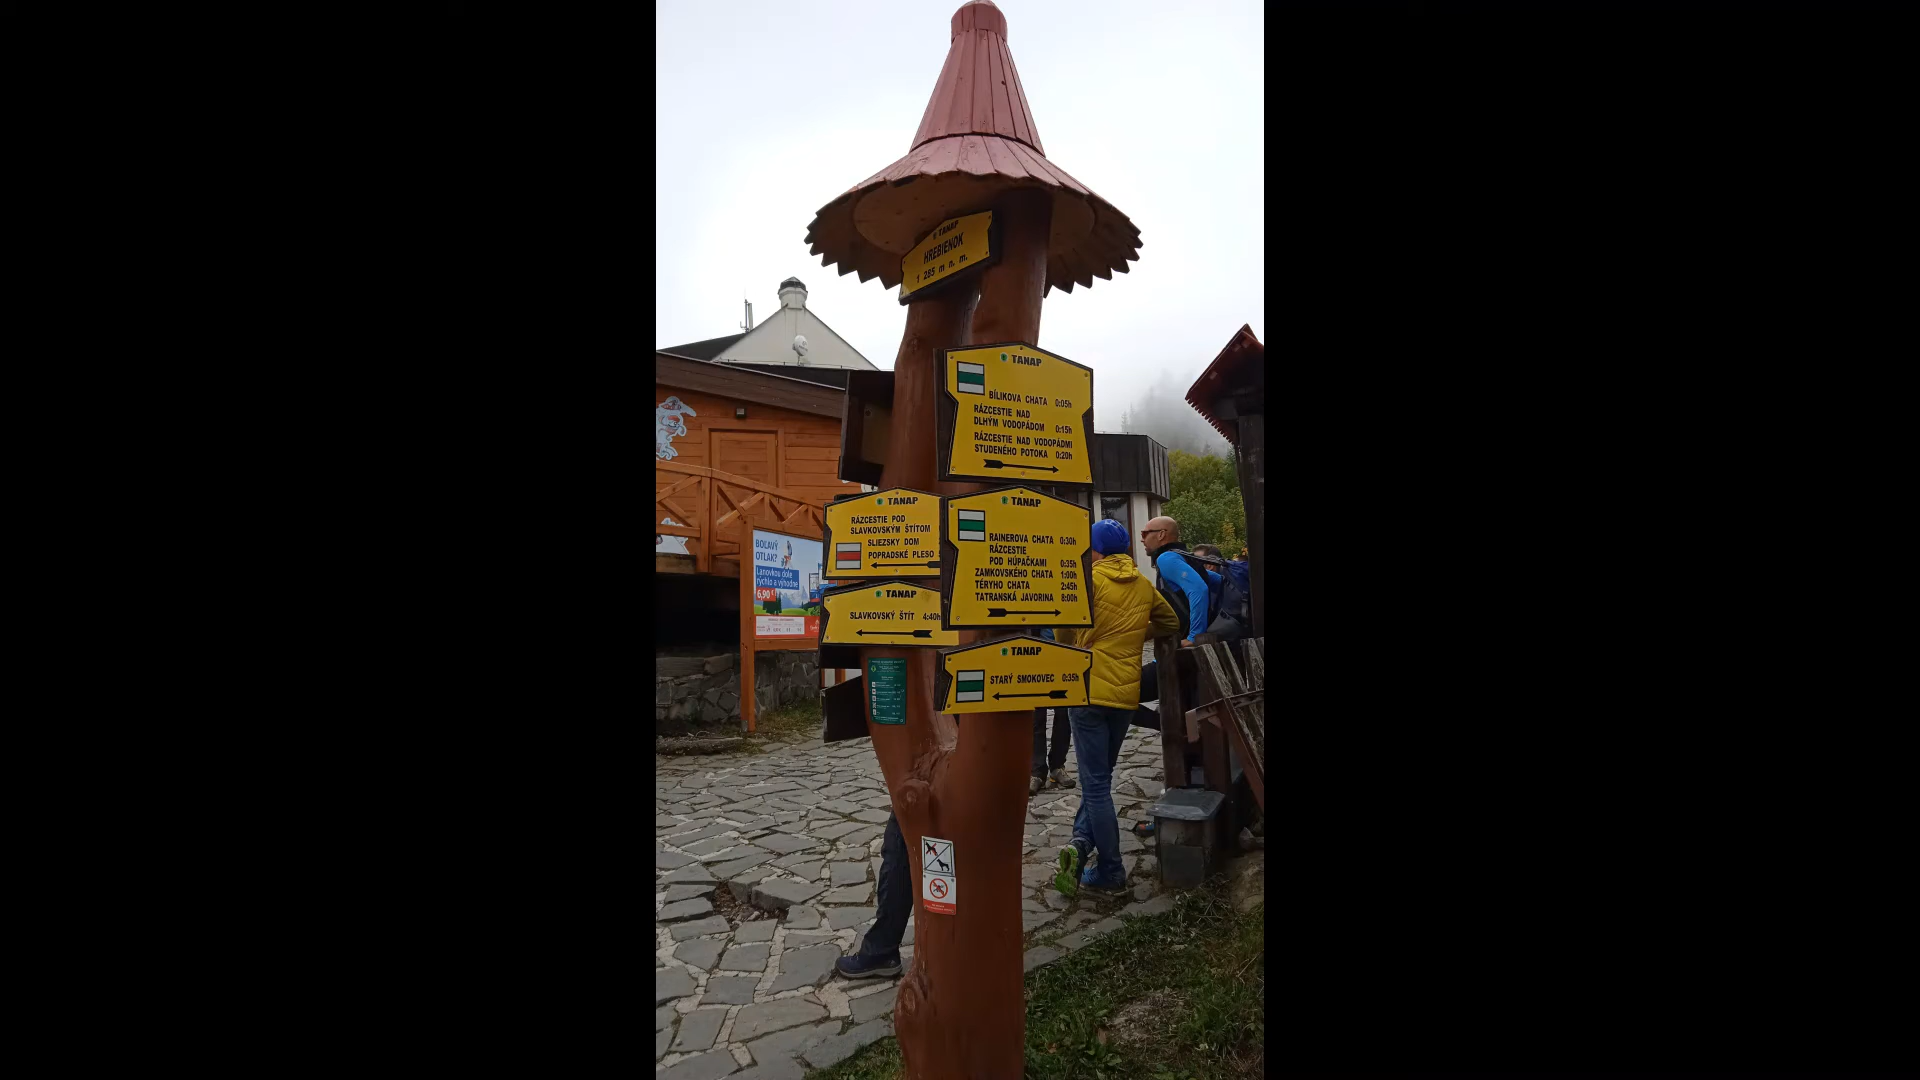 TANAP
HREBIENOK
1 285 m n. m.
TANAP
BÍLIKOVA CHATA 0:05h
RÁZCESTIE NAD
DLHÝM VODOPÁDOM 0:15h
RÁZCESTIE NAD VODOPÁDMI
STUDENÉHO POTOKA 0:20h
TANAP
RÁZCESTIE POD
SLAVKOVSKÝM ŠTÍTOM
SLIEZSKY DOM
POPRADSKÉ PLESO
TANAP
RAINEROVA CHATA 0:30h
RÁZCESTIE
POD HÚPAČKAMI 0:35h
ZAMKOVSKÉHO CHATA 1:00h
TÉRYHO CHATA 2:45h
TATRANSKÁ JAVORINA 8:00h
TANAP
SLAVKOVSKÝ ŠTÍT 4:40h
TANAP
STARÝ SMOKOVEC 0:35h
BOĽAVÝ
OTLAK?
Lanovkou dole
rýchlo a výhodne
6,90